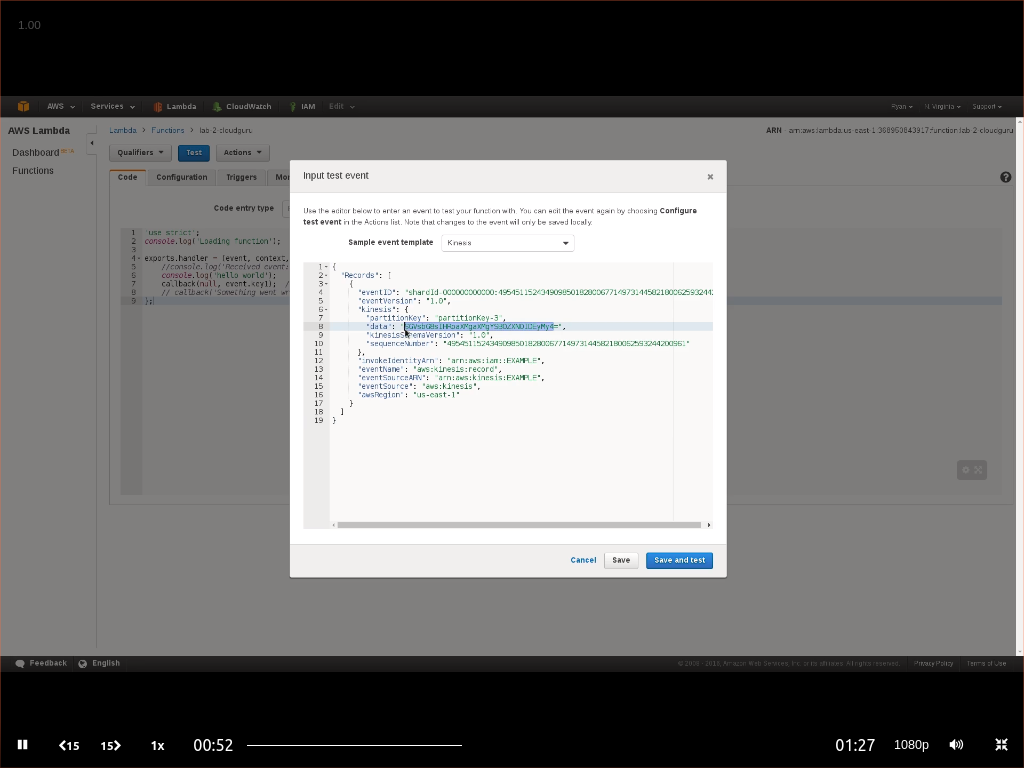 1.00
AWS Services Lambda CloudWatch IAM Edit Ryan N. Virginia Support
AWS Lambda
Dashboard BETA
Functions
Lambda > Functions > lab-2-cloudguru
ARN - arn:aws:lambda:us-east-1:368950843917:function:lab-2-cloudguru
Qualifiers Test Actions
Code Configuration Triggers Mon
Code entry type
1 'use strict';
2 console.log('Loading function');
3
4 exports.handler = (event, context,
5 //console.log('Received event:
6 console.log('hello world');
7 callback(null, event.key1); /
8 // callback('Something went wr
9 };
Input test event
Use the editor below to enter an event to test your function with. You can edit the event again by choosing Configure
test event in the Actions list. Note that changes to the event will only be saved locally.
Sample event template Kinesis
1 {
2 "Records": [
3 {
4 "eventID": "shardId-000000000000:49545115243490985018280067714973144582180062593244
5 "eventVersion": "1.0",
6 "kinesis": {
7 "partitionKey": "partitionKey-3",
8 "data": "SGVsbG8sIHRoaXMgaXMgYSB0ZXN0IDEyMy4=",
9 "kinesisSchemaVersion": "1.0",
10 "sequenceNumber": "49545115243490985018280067714973144582180062593244200961"
11 },
12 "invokeIdentityArn": "arn:aws:iam::EXAMPLE",
13 "eventName": "aws:kinesis:record",
14 "eventSourceARN": "arn:aws:kinesis:EXAMPLE",
15 "eventSource": "aws:kinesis",
16 "awsRegion": "us-east-1"
17 }
18 ]
19 }
Cancel Save Save and test
Feedback English
Amazon Web Services, Inc. or its affiliates. All rights reserved. Privacy Policy Terms of Use
15 15 1x 00:52 01:27 1080p